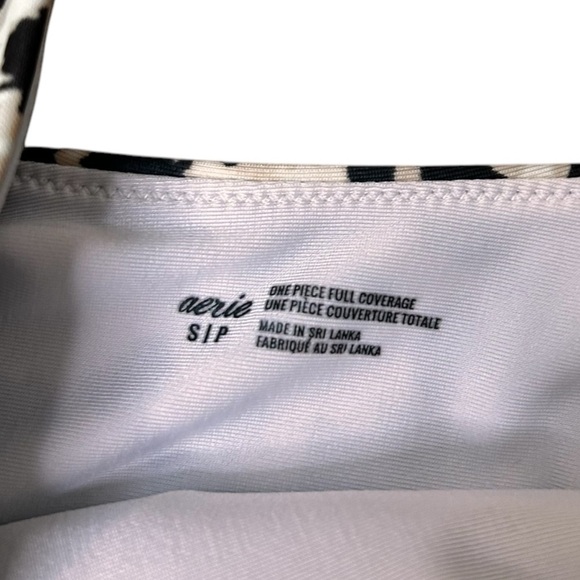 aerie
S/P
ONE PIECE FULL COVERAGE
UNE PIÈCE COUVERTURE TOTALE
MADE IN SRI LANKA
FABRIQUÉ AU SRI LANKA